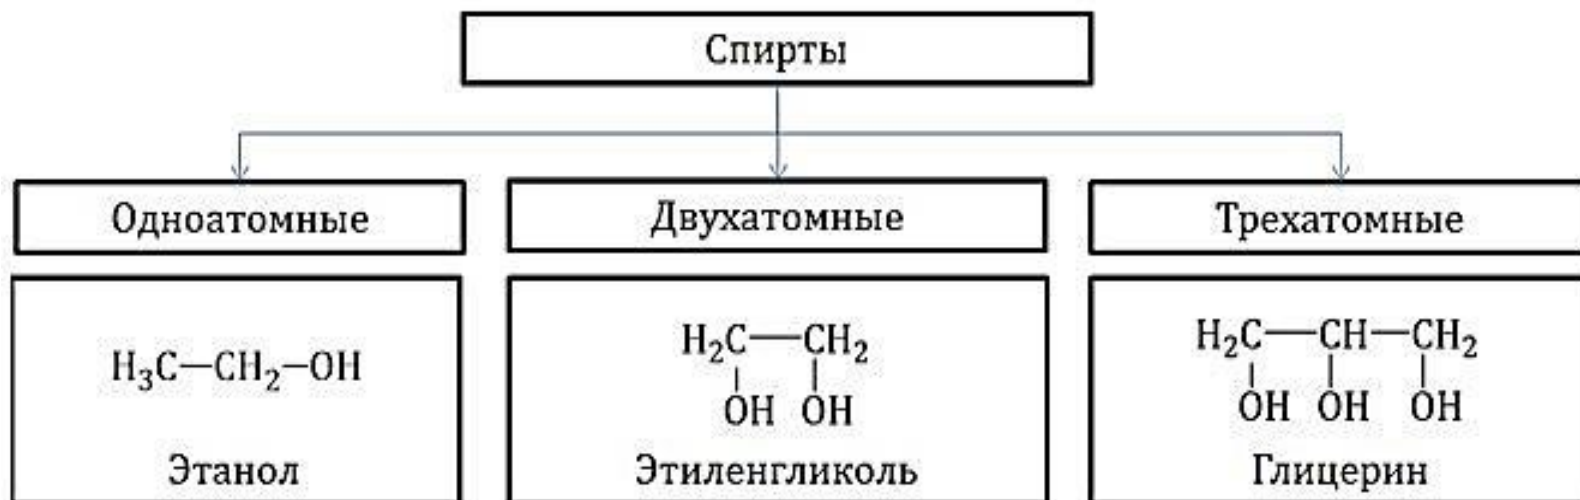 Спирты
Одноатомные
Двухатомные
Трехатомные
H₃C—CH₂—OH
Этанол
H₂C—CH₂
OH OH
Этиленгликоль
H₂C—CH—CH₂
OH OH OH
Глицерин